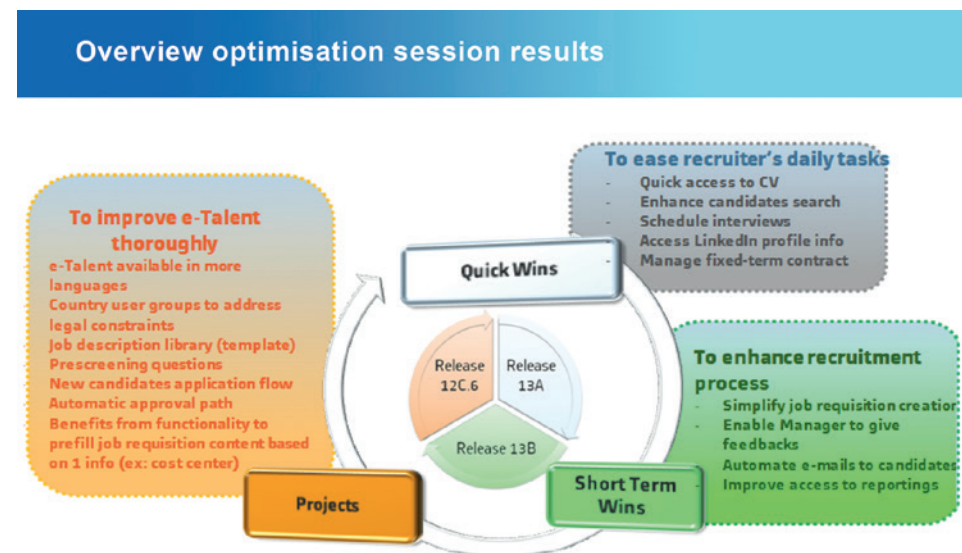 Overview optimisation session results
To ease recruiter's daily tasks
- Quick access to CV
- Enhance candidates search
- Schedule interviews
- Access LinkedIn profile info
- Manage fixed-term contract
To improve e-Talent
thoroughly
e-Talent available in more
languages
Country user groups to address
legal constraints
Job description library (template)
Prescreening questions
New candidates application flow
Automatic approval path
Benefits from functionality to
prefill job requisition content based
on 1 info (ex: cost center)
Quick Wins
Release
12C.6
Release
13A
Release 13B
To enhance recruitment
process
- Simplify job requisition creation
- Enable Manager to give
feedbacks
Automate e-mails to candidates
- Improve access to reportings
Projects
Short Term
Wins